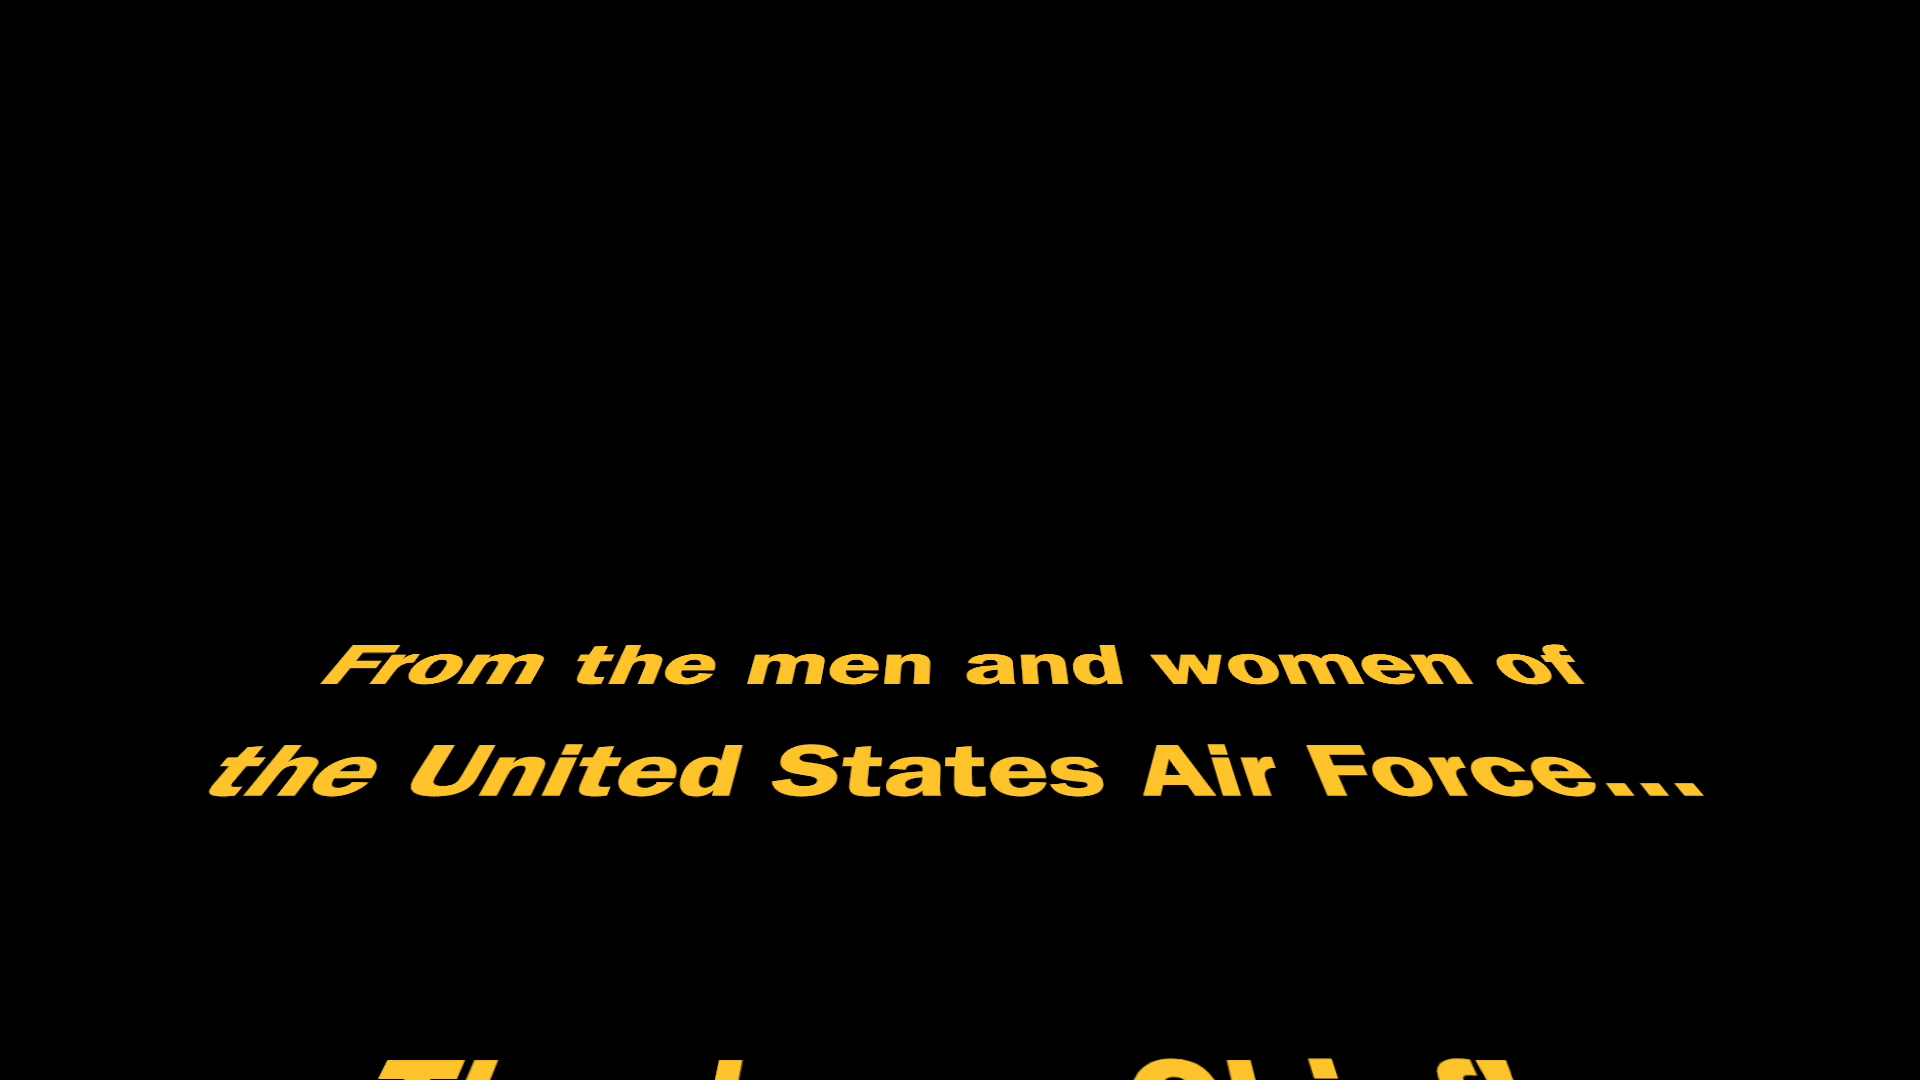 From the men and women of
the United States Air Force...